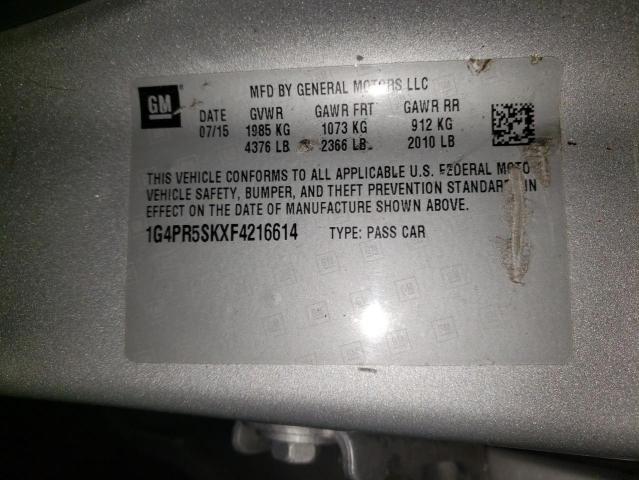 GM
MFD BY GENERAL MOTORS LLC
DATE GVWR GAWR FRT GAWR RR
07/15 1985 KG 1073 KG 912 KG
4376 LB 2366 LB 2010 LB
THIS VEHICLE CONFORMS TO ALL APPLICABLE U.S. FEDERAL MOTO
VEHICLE SAFETY, BUMPER, AND THEFT PREVENTION STANDARD IN
EFFECT ON THE DATE OF MANUFACTURE SHOWN ABOVE.
1G4PR5SKXF4216614 TYPE: PASS CAR